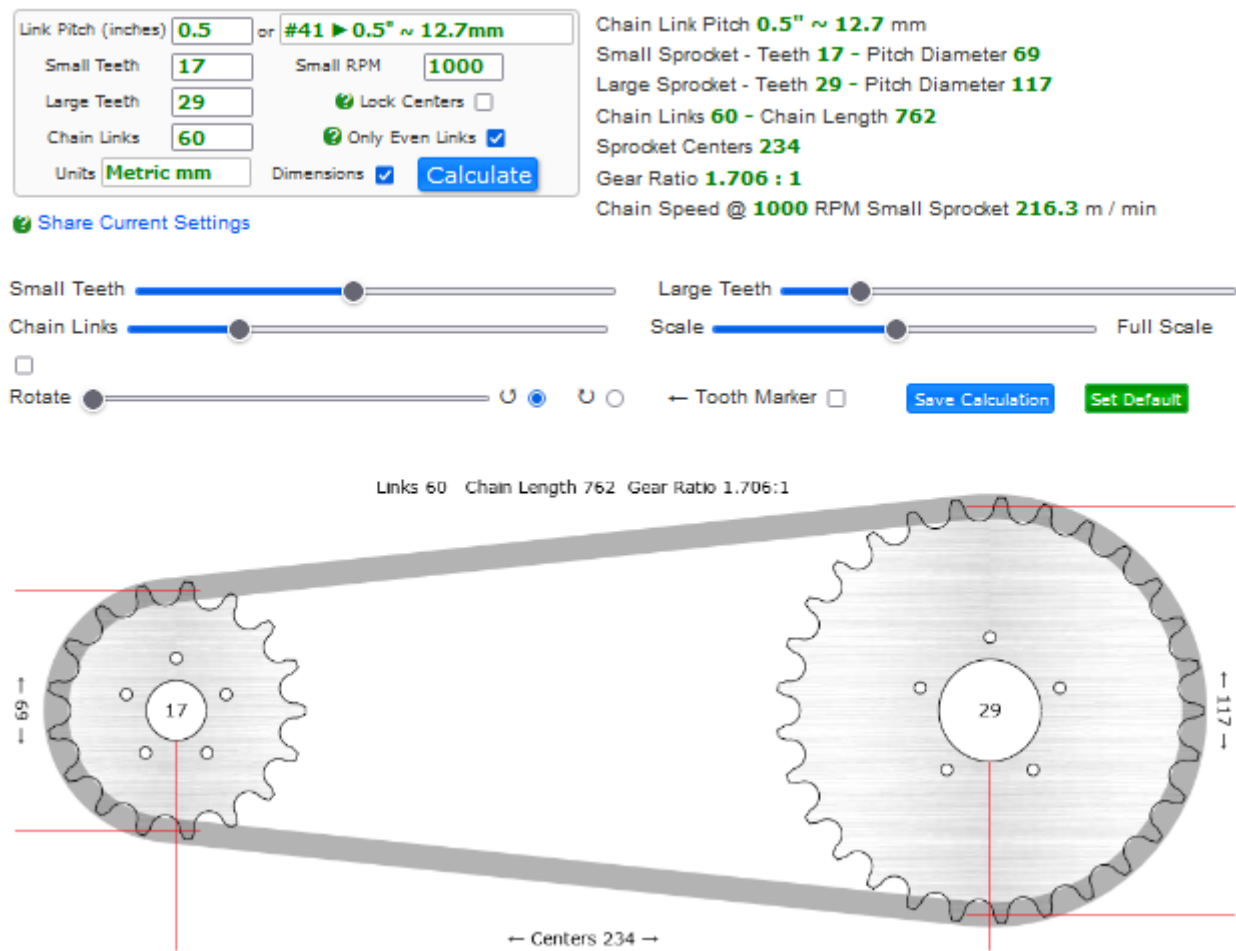 Link Pitch (inches) 0.5 or #41 ► 0.5" ~ 12.7mm
Small Teeth 17 Small RPM 1000
Large Teeth 29 ? Lock Centers
Chain Links 60 ? Only Even Links
Units Metric mm Dimensions Calculate
? Share Current Settings
Chain Link Pitch 0.5" ~ 12.7 mm
Small Sprocket - Teeth 17 - Pitch Diameter 69
Large Sprocket - Teeth 29 - Pitch Diameter 117
Chain Links 60 - Chain Length 762
Sprocket Centers 234
Gear Ratio 1.706 : 1
Chain Speed @ 1000 RPM Small Sprocket 216.3 m / min
Small Teeth Large Teeth
Chain Links Scale Full Scale
Rotate ↺ ↻ ← Tooth Marker Save Calculation Set Default
Links 60 Chain Length 762 Gear Ratio 1.706:1
← 69 →
17
29
← 117 →
← Centers 234 →